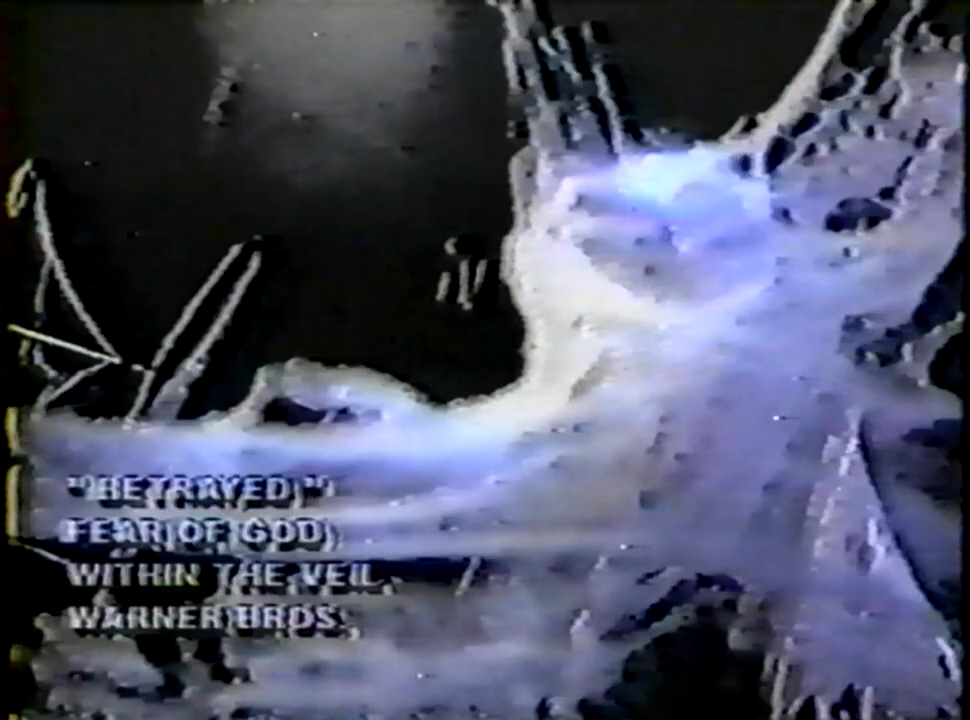 "BETRAYED"
FEAR OF GOD
WITHIN THE VEIL
WARNER BROS.